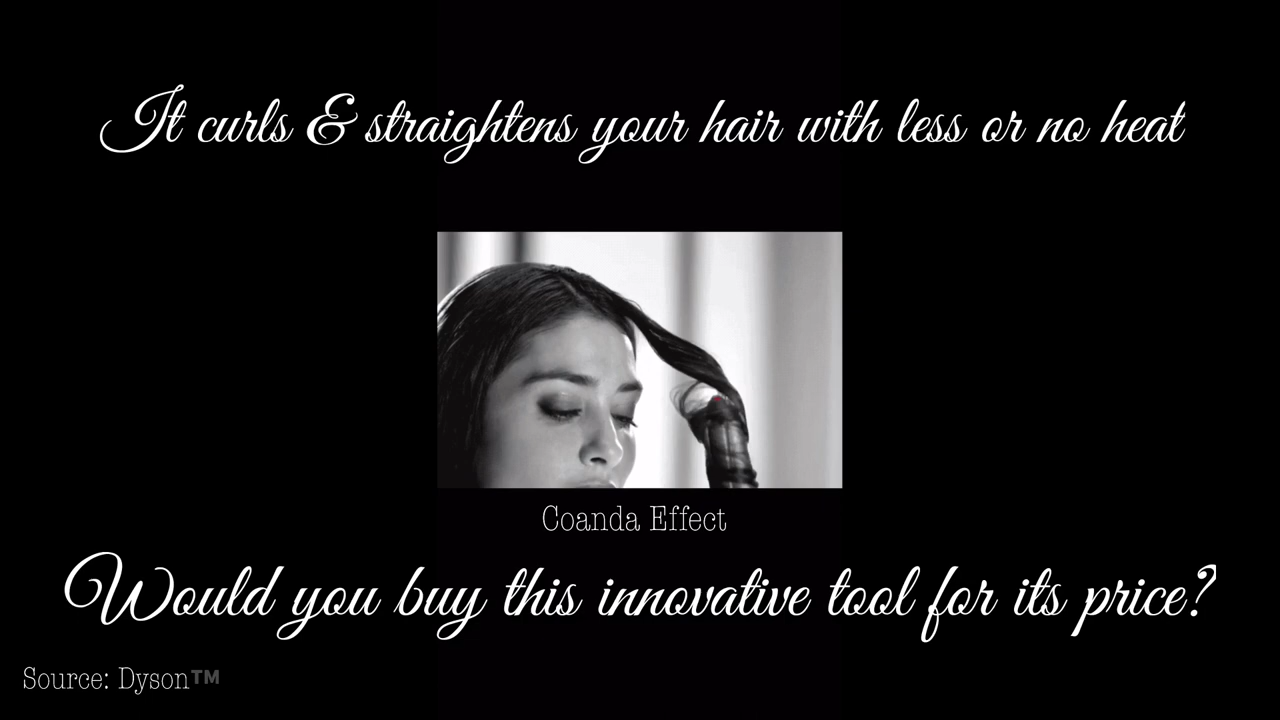 It curls & straightens your hair with less or no heat
Coanda Effect
Would you buy this innovative tool for its price?
Source: Dyson™